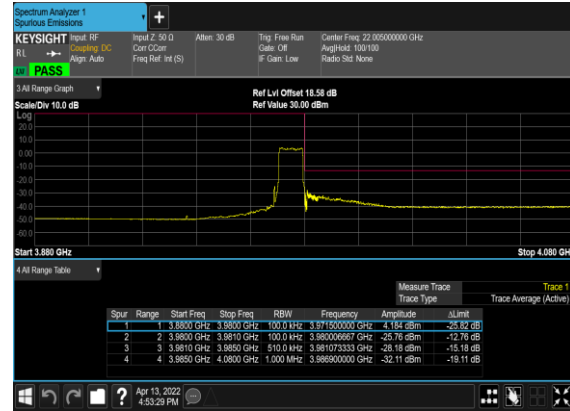 Spectrum Analyzer 1
Spurious Emissions
KEYSIGHT Input: RF Input Z: 50 Ω Atten: 30 dB Trig: Free Run Center Freq: 22.005000000 GHz
RL Coupling: DC Corr CCorr Gate: Off Avg|Hold: 100/100
Align: Auto Freq Ref: Int (S) IF Gain: Low Radio Std: None
PASS
3 All Range Graph
Ref Lvl Offset 18.58 dB
Scale/Div 10.0 dB Ref Value 30.00 dBm
Log
20.0
10.0
0.00
-10.0
-20.0
-30.0
-40.0
-50.0
-60.0
Start 3.880 GHz Stop 4.080 GH
4 All Range Table
Measure Trace Trace 1
Trace Type Trace Average (Active)
Spur Range Start Freq Stop Freq RBW Frequency Amplitude ΔLimit
1 1 3.8800 GHz 3.9800 GHz 100.0 kHz 3.971500000 GHz 4.184 dBm -25.82 dB
2 2 3.9800 GHz 3.9810 GHz 100.0 kHz 3.980006667 GHz -25.76 dBm -12.76 dB
3 3 3.9810 GHz 3.9850 GHz 510.0 kHz 3.981073333 GHz -28.18 dBm -15.18 dB
4 4 3.9850 GHz 4.0800 GHz 1.000 MHz 3.986900000 GHz -32.11 dBm -19.11 dB
? Apr 13, 2022
4:53:29 PM